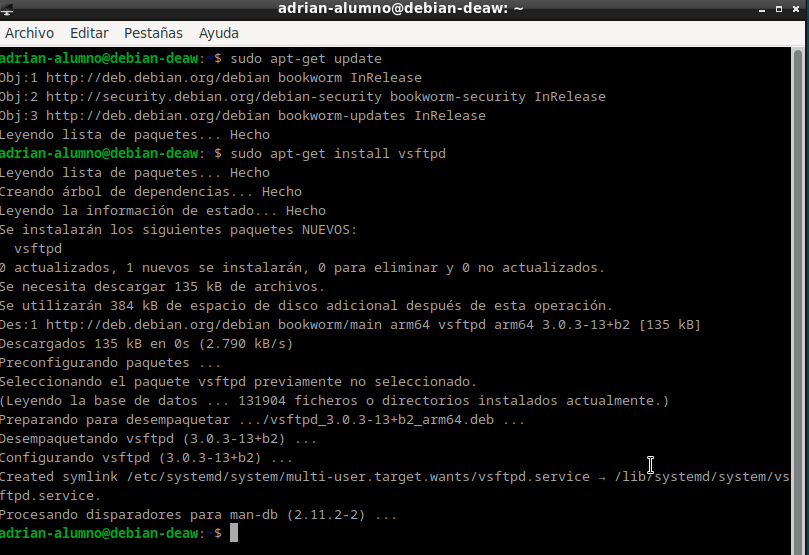 adrian-alumno@debian-deaw: ~
Archivo Editar Pestañas Ayuda
adrian-alumno@debian-deaw:~$ sudo apt-get update
Obj:1 http://deb.debian.org/debian bookworm InRelease
Obj:2 http://security.debian.org/debian-security bookworm-security InRelease
Obj:3 http://deb.debian.org/debian bookworm-updates InRelease
Leyendo lista de paquetes... Hecho
adrian-alumno@debian-deaw:~$ sudo apt-get install vsftpd
Leyendo lista de paquetes... Hecho
Creando árbol de dependencias... Hecho
Leyendo la información de estado... Hecho
Se instalarán los siguientes paquetes NUEVOS:
  vsftpd
0 actualizados, 1 nuevos se instalarán, 0 para eliminar y 0 no actualizados.
Se necesita descargar 135 kB de archivos.
Se utilizarán 384 kB de espacio de disco adicional después de esta operación.
Des:1 http://deb.debian.org/debian bookworm/main arm64 vsftpd arm64 3.0.3-13+b2 [135 kB]
Descargados 135 kB en 0s (2.790 kB/s)
Preconfigurando paquetes ...
Seleccionando el paquete vsftpd previamente no seleccionado.
(Leyendo la base de datos ... 131904 ficheros o directorios instalados actualmente.)
Preparando para desempaquetar .../vsftpd_3.0.3-13+b2_arm64.deb ...
Desempaquetando vsftpd (3.0.3-13+b2) ...
Configurando vsftpd (3.0.3-13+b2) ...
Created symlink /etc/systemd/system/multi-user.target.wants/vsftpd.service → /lib/systemd/system/vs
ftpd.service.
Procesando disparadores para man-db (2.11.2-2) ...
adrian-alumno@debian-deaw:~$